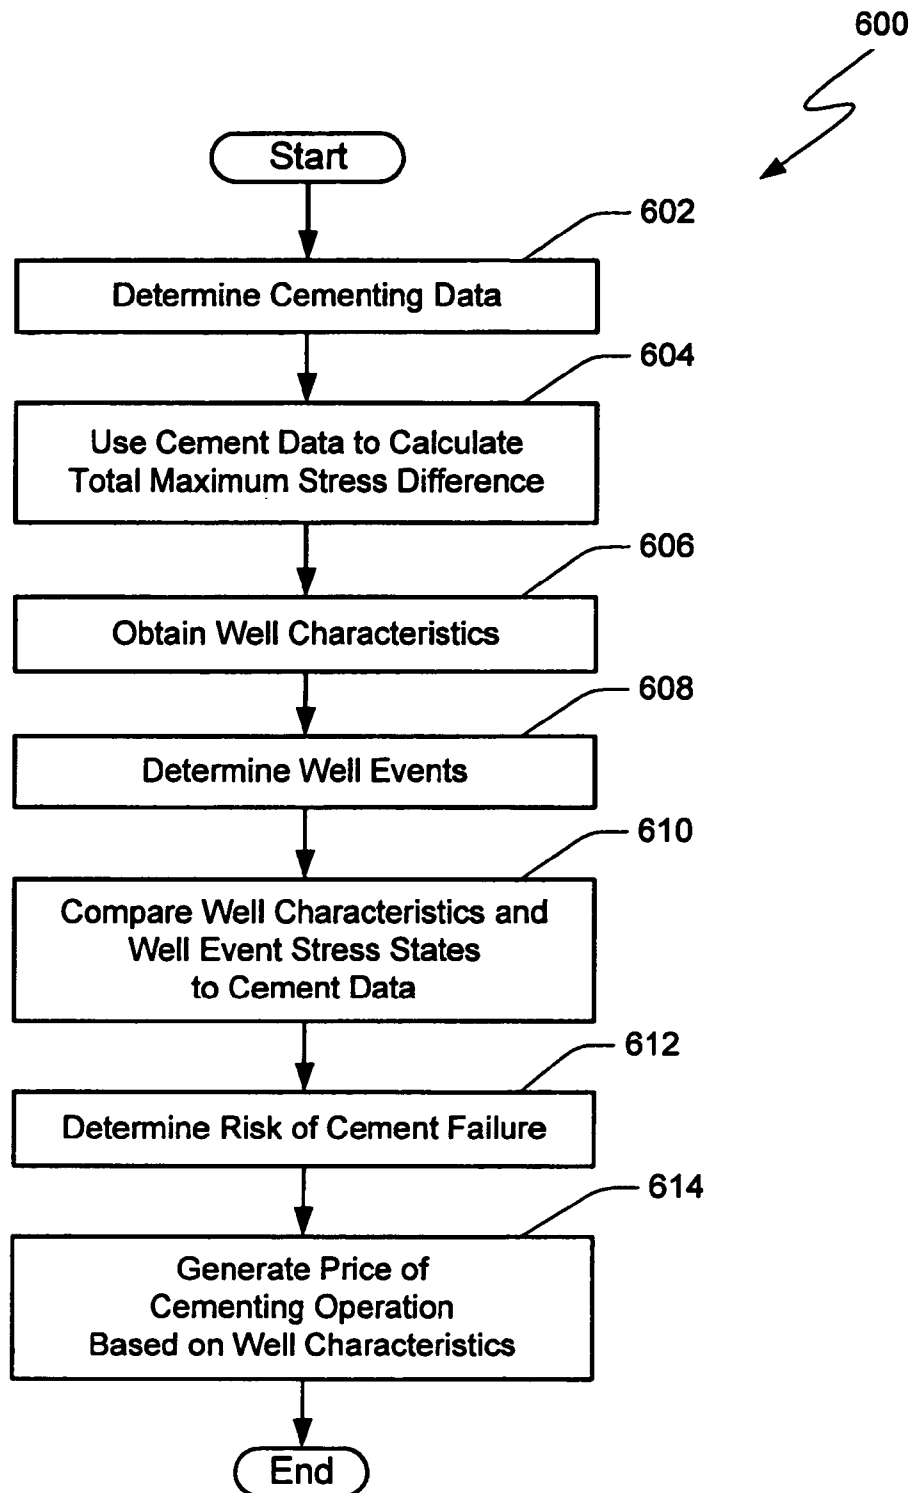 600
Start
602
Determine Cementing Data
604
Use Cement Data to Calculate
Total Maximum Stress Difference
606
Obtain Well Characteristics
608
Determine Well Events
610
Compare Well Characteristics and
Well Event Stress States
to Cement Data
612
Determine Risk of Cement Failure
614
Generate Price of
Cementing Operation
Based on Well Characteristics
End